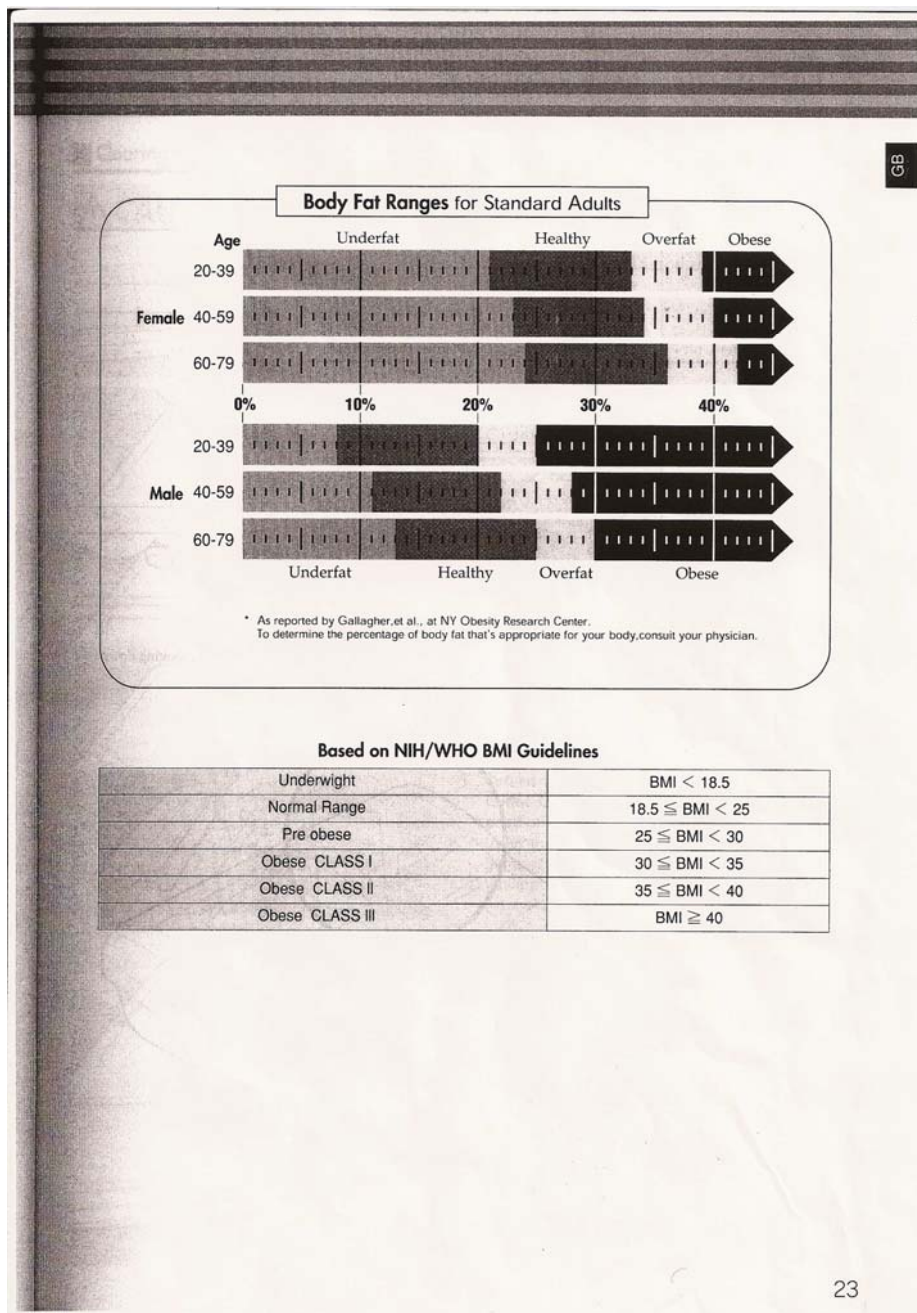 GB
Body Fat Ranges for Standard Adults
Age Underfat Healthy Overfat Obese
20-39
Female 40-59
60-79
0% 10% 20% 30% 40%
20-39
Male 40-59
60-79
Underfat Healthy Overfat Obese
* As reported by Gallagher,et al., at NY Obesity Research Center.
To determine the percentage of body fat that's appropriate for your body,consuit your physician.
Based on NIH/WHO BMI Guidelines
Underwight BMI < 18.5
Normal Range 18.5 ≦ BMI < 25
Pre obese 25 ≦ BMI < 30
Obese CLASS I 30 ≦ BMI < 35
Obese CLASS II 35 ≦ BMI < 40
Obese CLASS III BMI ≧ 40
23